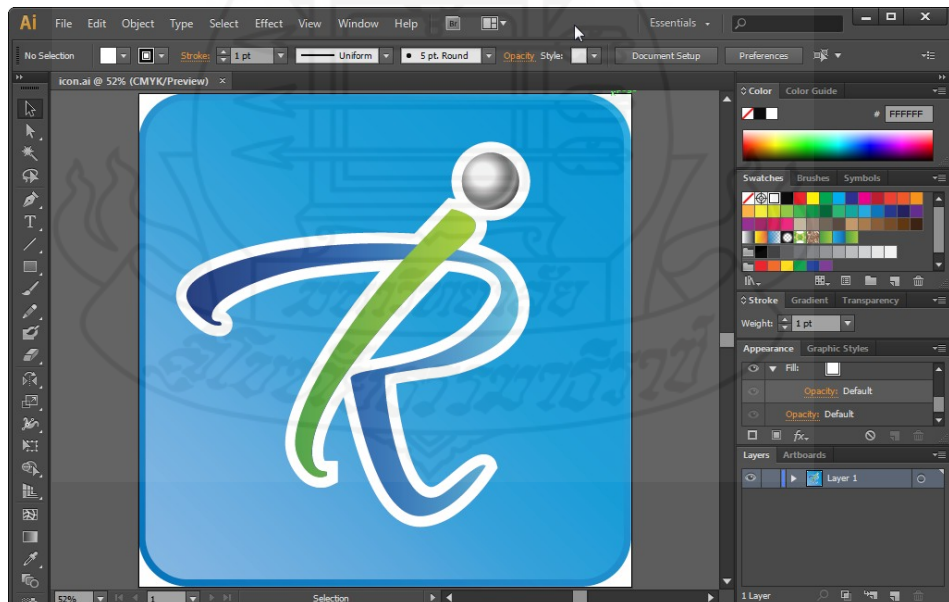 Ai File Edit Object Type Select Effect View Window Help Br Essentials
No Selection Stroke: 1 pt Uniform 5 pt. Round Opacity Style: Document Setup Preferences
icon.ai @ 52% (CMYK/Preview) ×
Color Color Guide
# FFFFFF
Swatches Brushes Symbols
Stroke Gradient Transparency
Weight: 1 pt
Appearance Graphic Styles
Fill:
Opacity: Default
Opacity: Default
fx
Layers Artboards
Layer 1
R
52% 1 Selection 1 Layer